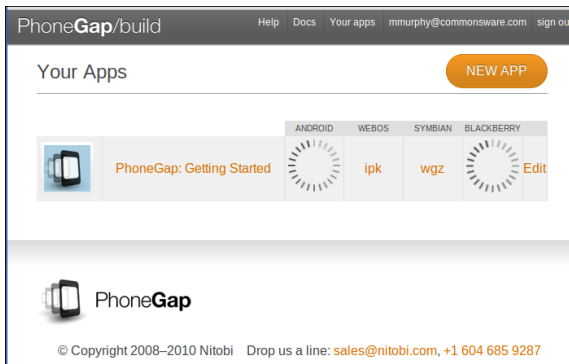 PhoneGap/build Help Docs Your apps mmurphy@commonsware.com sign ou
Your Apps NEW APP
ANDROID WEBOS SYMBIAN BLACKBERRY
PhoneGap: Getting Started ipk wgz Edit
PhoneGap
© Copyright 2008–2010 Nitobi Drop us a line: sales@nitobi.com, +1 604 685 9287